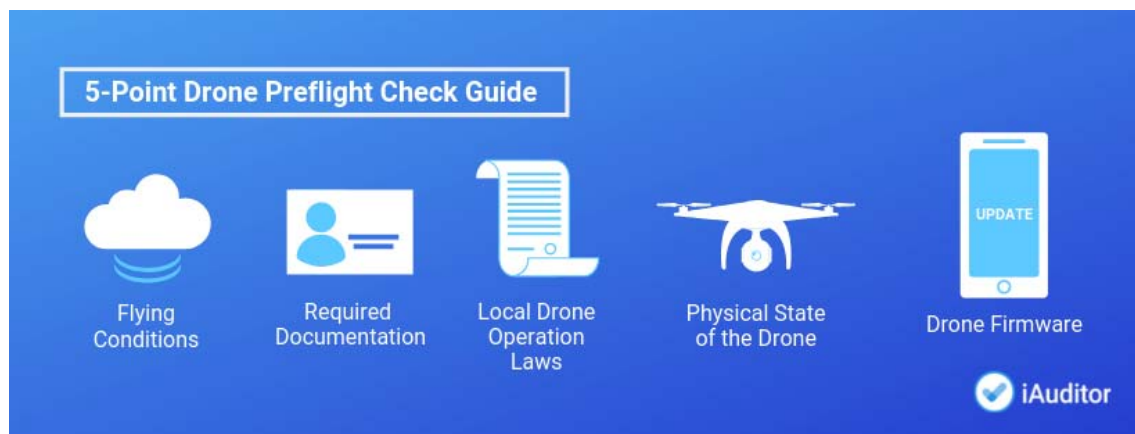 5-Point Drone Preflight Check Guide
Flying
Conditions
Required
Documentation
Local Drone
Operation
Laws
Physical State
of the Drone
UPDATE
Drone Firmware
iAuditor